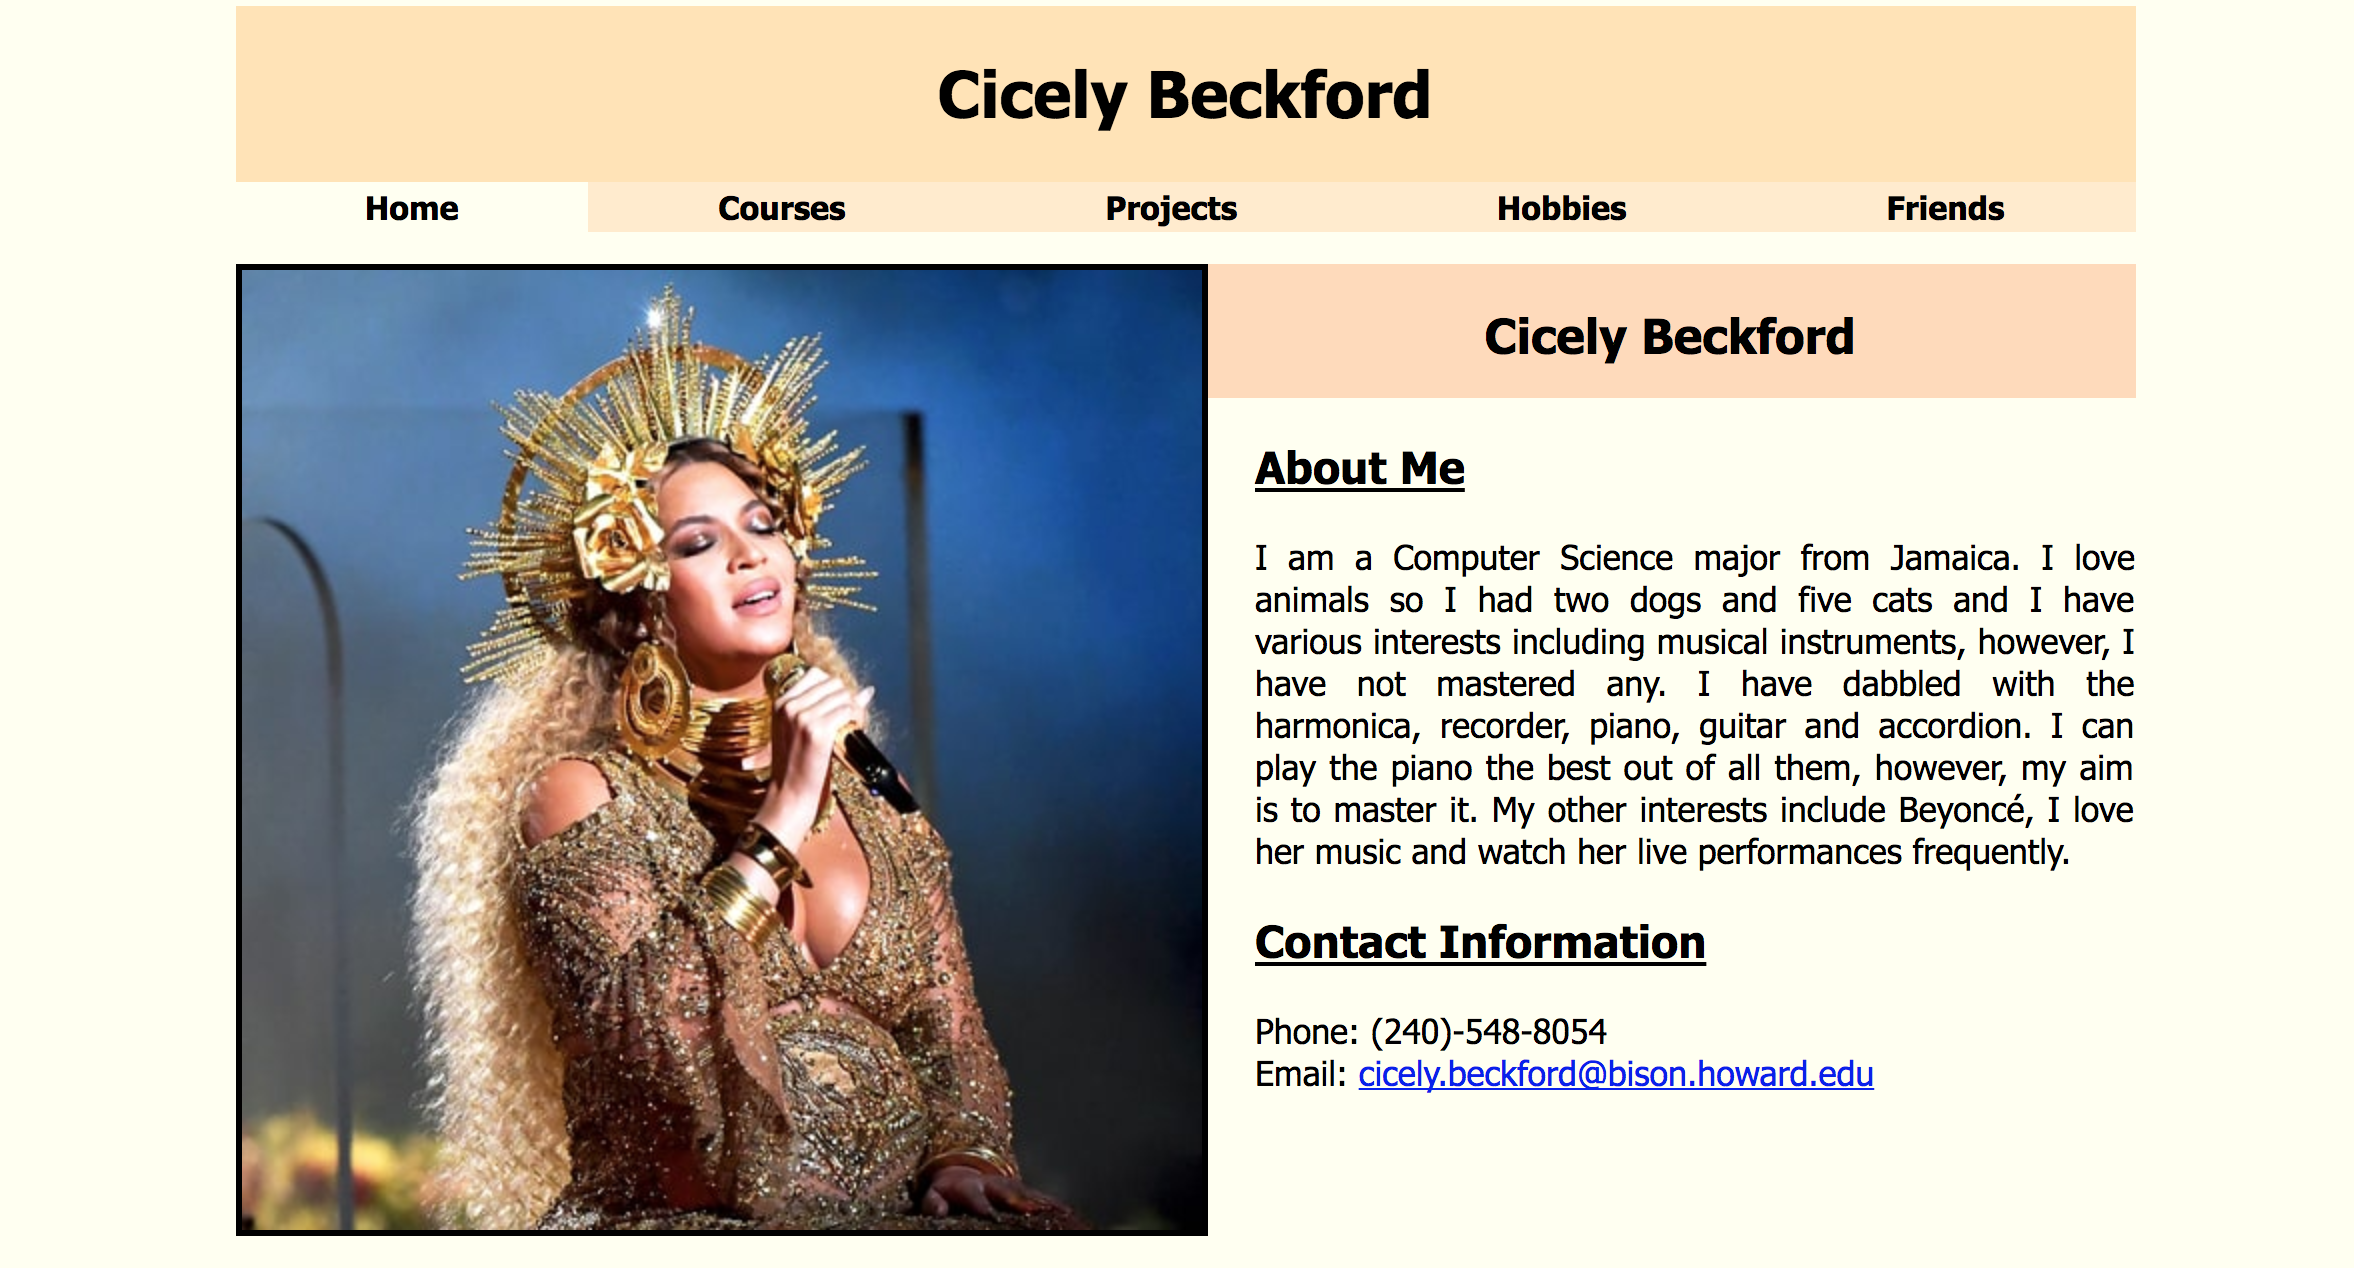 Cicely Beckford
Home Courses Projects Hobbies Friends
Cicely Beckford
About Me
I am a Computer Science major from Jamaica. I love
animals so I had two dogs and five cats and I have
various interests including musical instruments, however, I
have not mastered any. I have dabbled with the
harmonica, recorder, piano, guitar and accordion. I can
play the piano the best out of all them, however, my aim
is to master it. My other interests include Beyoncé, I love
her music and watch her live performances frequently.
Contact Information
Phone: (240)-548-8054
Email: cicely.beckford@bison.howard.edu